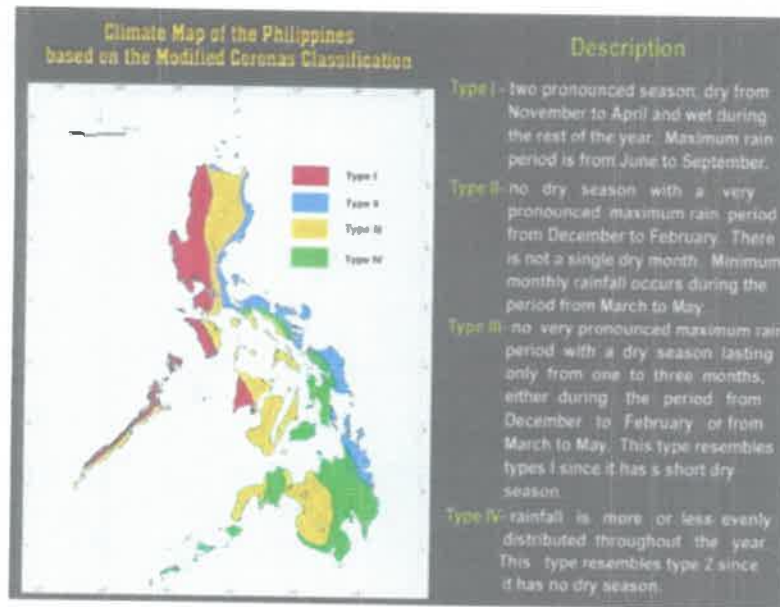 Climate Map of the Philippines
based on the Modified Coronas Classification
Type I
Type II
Type III
Type IV
Description
Type I - two pronounced season, dry from
November to April and wet during
the rest of the year. Maximum rain
period is from June to September.
Type II- no dry season with a very
pronounced maximum rain period
from December to February. There
is not a single dry month. Minimum
monthly rainfall occurs during the
period from March to May
Type III- no very pronounced maximum rain
period with a dry season lasting
only from one to three months,
either during the period from
December to February or from
March to May. This type resembles
types I since it has s short dry
season.
Type IV- rainfall is more or less evenly
distributed throughout the year
This type resembles type 2 since
it has no dry season.